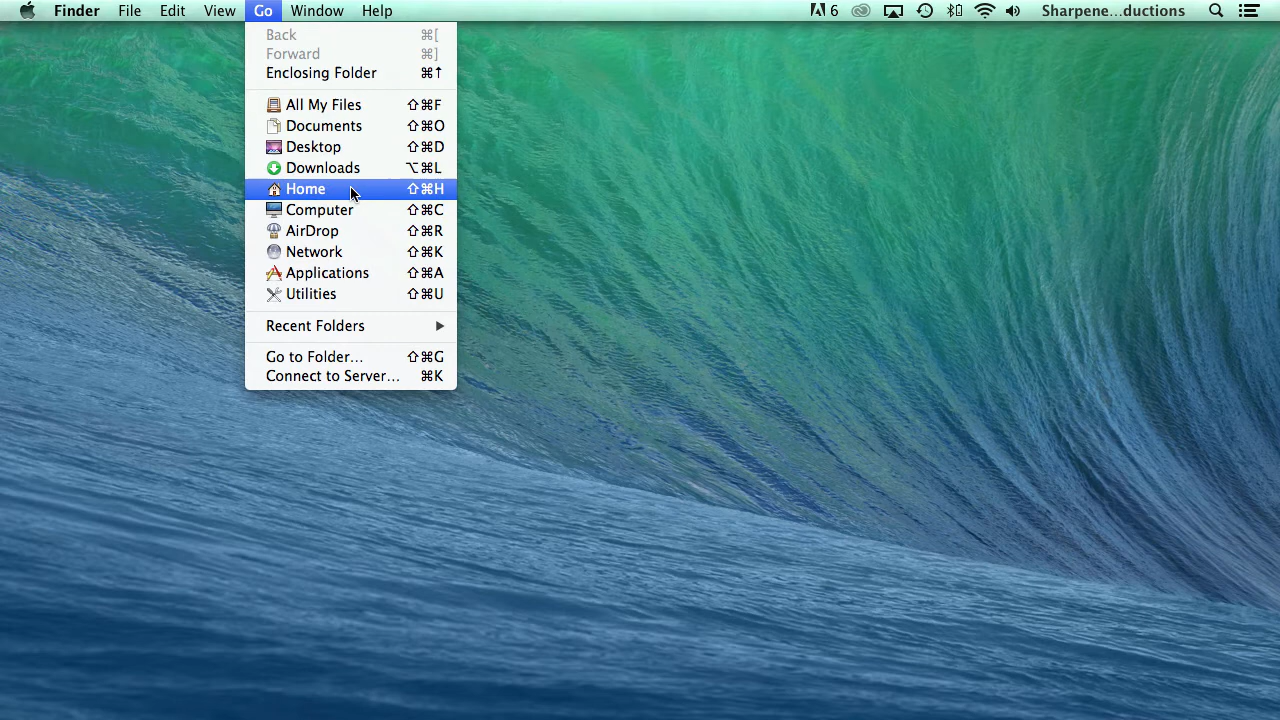 Finder File Edit View Go Window Help 6 Sharpene...ductions
Back ⌘[
Forward ⌘]
Enclosing Folder ⌘↑
All My Files ⇧⌘F
Documents ⇧⌘O
Desktop ⇧⌘D
Downloads ⌥⌘L
Home ⇧⌘H
Computer ⇧⌘C
AirDrop ⇧⌘R
Network ⇧⌘K
Applications ⇧⌘A
Utilities ⇧⌘U
Recent Folders
Go to Folder... ⇧⌘G
Connect to Server... ⌘K